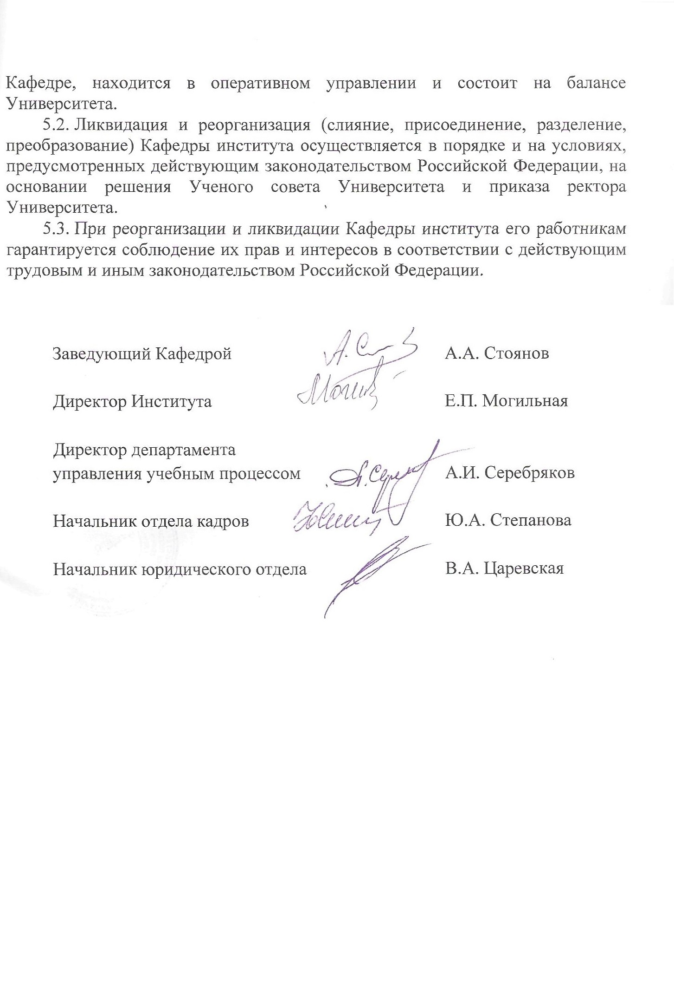 Кафедре, находится в оперативном управлении и состоит на балансе
Университета.
5.2. Ликвидация и реорганизация (слияние, присоединение, разделение,
преобразование) Кафедры института осуществляется в порядке и на условиях,
предусмотренных действующим законодательством Российской Федерации, на
основании решения Ученого совета Университета и приказа ректора
Университета.
5.3. При реорганизации и ликвидации Кафедры института его работникам
гарантируется соблюдение их прав и интересов в соответствии с действующим
трудовым и иным законодательством Российской Федерации.
Заведующий Кафедрой А.А. Стоянов
Директор Института Е.П. Могильная
Директор департамента
управления учебным процессом А.И. Серебряков
Начальник отдела кадров Ю.А. Степанова
Начальник юридического отдела В.А. Царевская